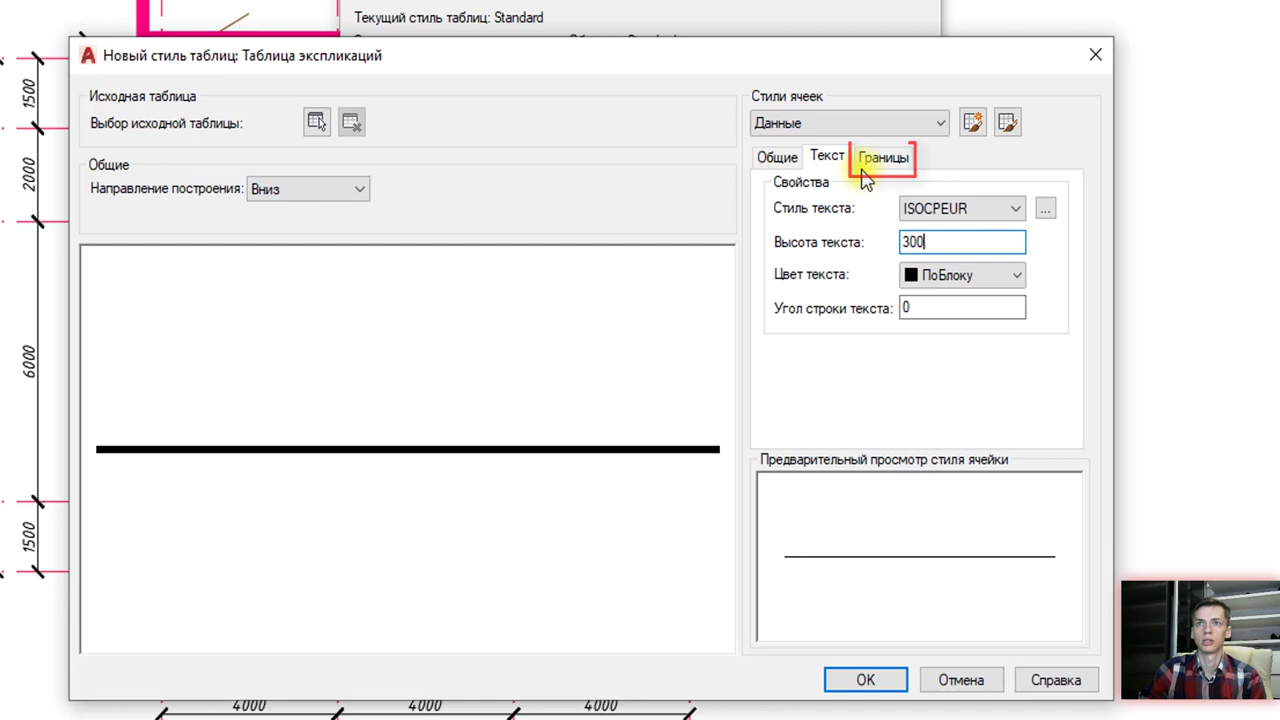 Текущий стиль таблиц: Standard
Новый стиль таблиц: Таблица экспликаций
Исходная таблица
Выбор исходной таблицы:
Общие
Направление построения: Вниз
Стили ячеек
Данные
Общие Текст Границы
Свойства
Стиль текста: ISOCPEUR ...
Высота текста: 300
Цвет текста: ПоБлоку
Угол строки текста: 0
Предварительный просмотр стиля ячейки
OK Отмена Справка
1500
2000
6000
1500
4000 4000 4000